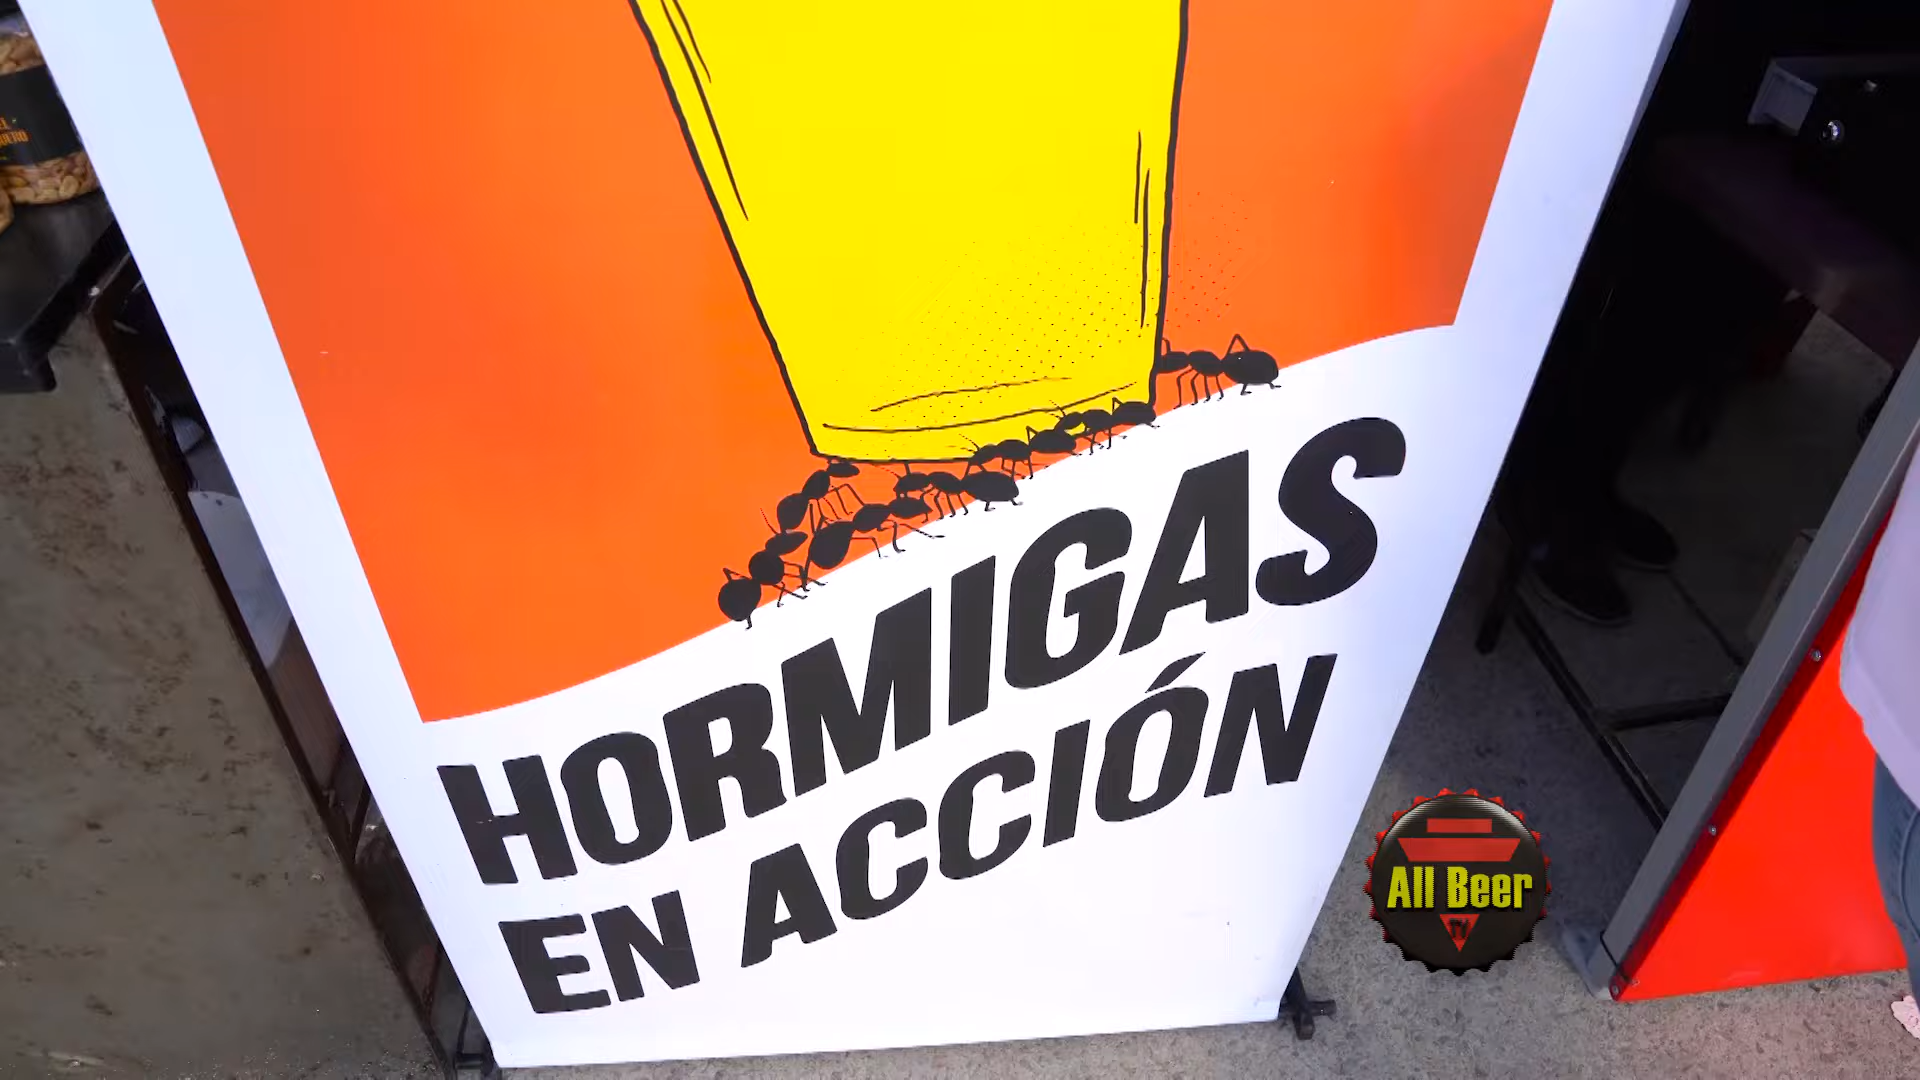 HORMIGAS
EN ACCIÓN
All Beer
TV